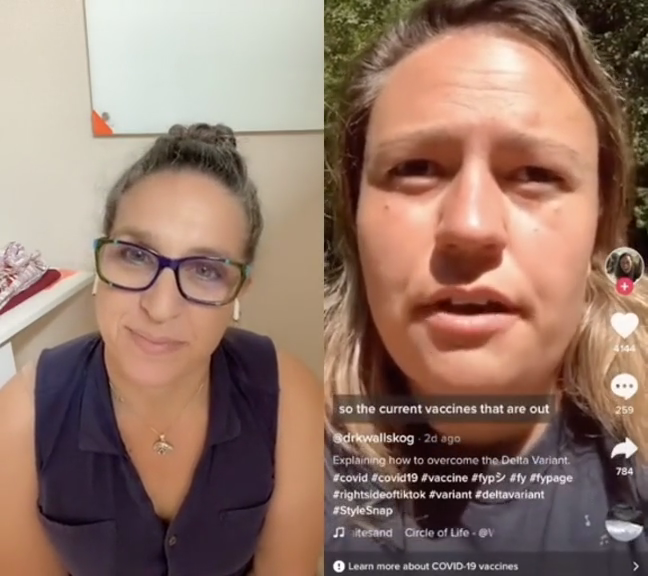 so the current vaccines that are out
4144
259
784
@drkwallskog · 2d ago
Explaining how to overcome the Delta Variant.
#covid #covid19 #vaccine #fypシ #fy #fypage
#rightsideoftiktok #variant #deltavariant
#StyleSnap
Circle of Life - @
Learn more about COVID-19 vaccines